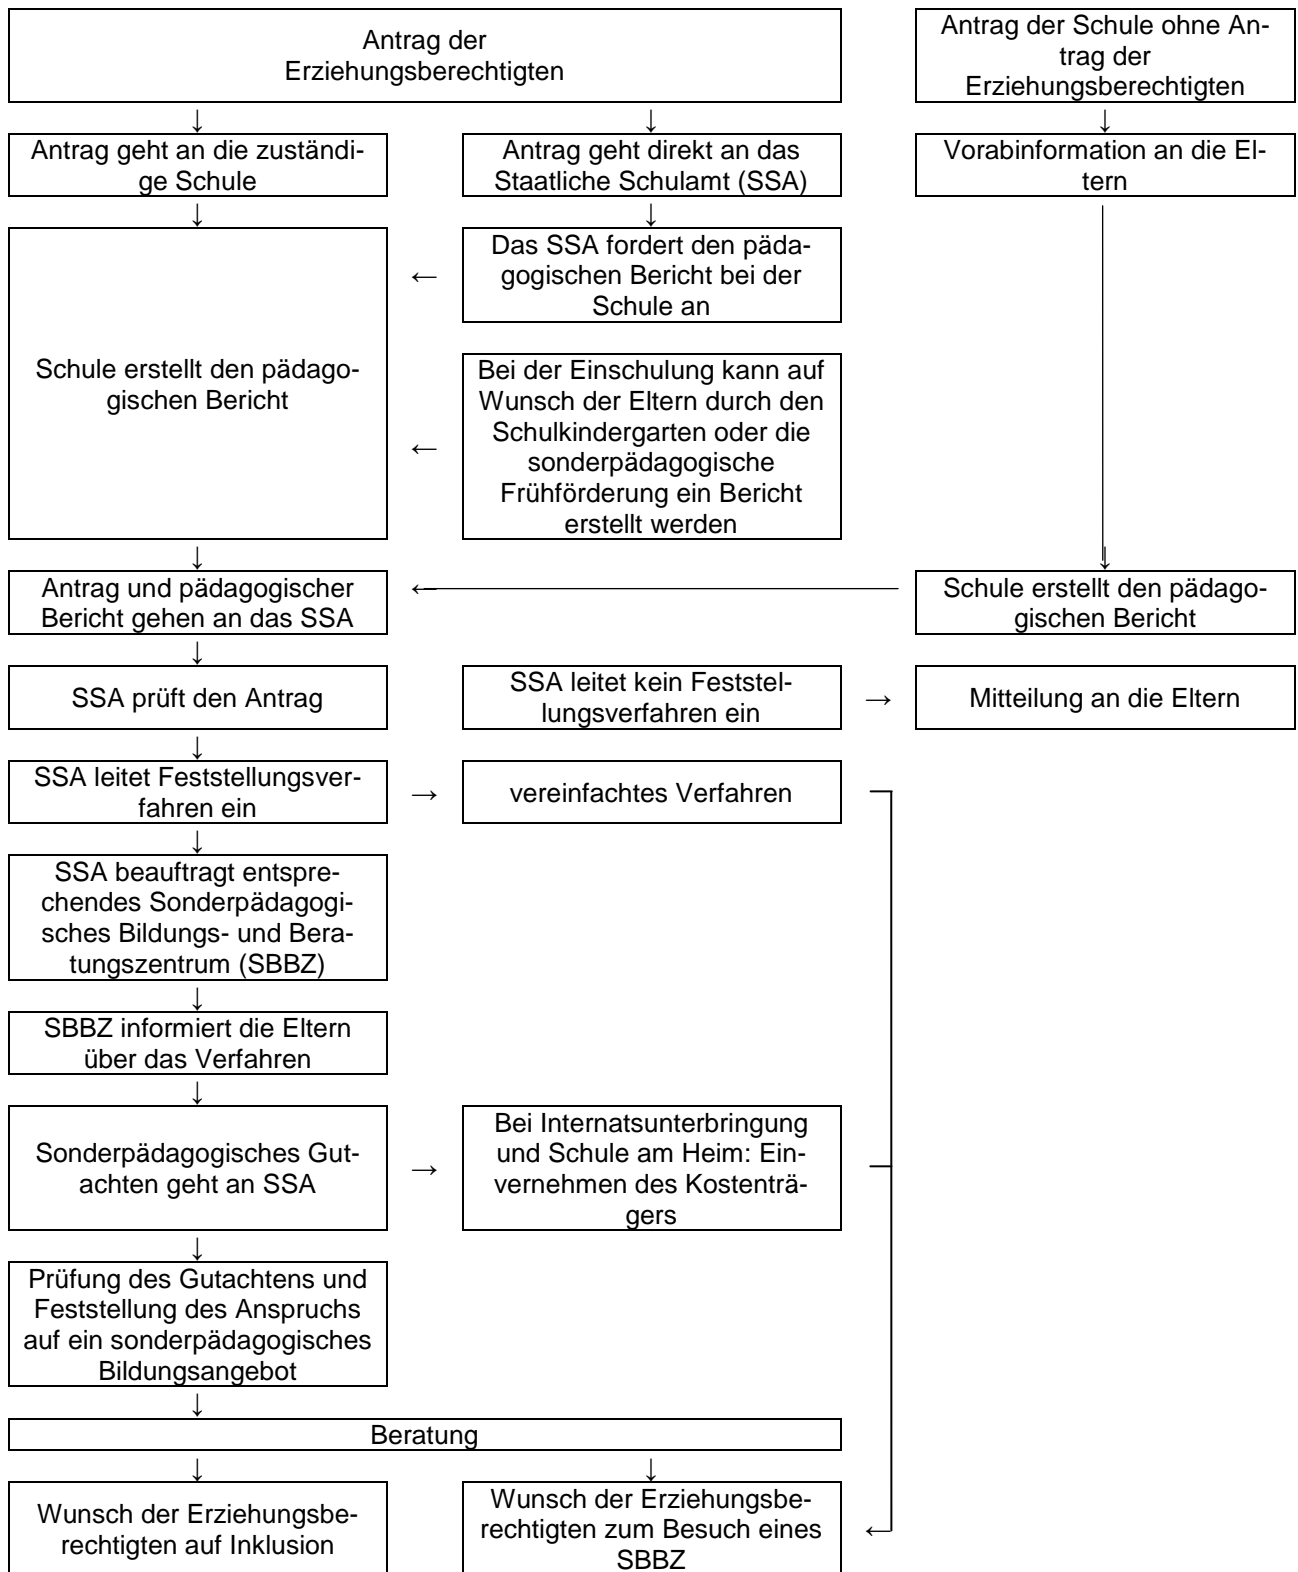 Antrag der
Erziehungsberechtigten
Antrag der Schule ohne An-
trag der
Erziehungsberechtigten
↓
↓
↓
Antrag geht an die zuständi-
ge Schule
Antrag geht direkt an das
Staatliche Schulamt (SSA)
Vorabinformation an die El-
tern
↓
↓
Schule erstellt den pädago-
gischen Bericht
←
Das SSA fordert den päda-
gogischen Bericht bei der
Schule an
←
Bei der Einschulung kann auf
Wunsch der Eltern durch den
Schulkindergarten oder die
sonderpädagogische
Frühförderung ein Bericht
erstellt werden
↓
↓
Antrag und pädagogischer
Bericht gehen an das SSA
←
Schule erstellt den pädago-
gischen Bericht
↓
SSA prüft den Antrag
SSA leitet kein Feststel-
lungsverfahren ein
→
Mitteilung an die Eltern
↓
SSA leitet Feststellungsver-
fahren ein
→
vereinfachtes Verfahren
↓
SSA beauftragt entspre-
chendes Sonderpädagogi-
sches Bildungs- und Bera-
tungszentrum (SBBZ)
↓
SBBZ informiert die Eltern
über das Verfahren
↓
Sonderpädagogisches Gut-
achten geht an SSA
→
Bei Internatsunterbringung
und Schule am Heim: Ein-
vernehmen des Kostenträ-
gers
↓
Prüfung des Gutachtens und
Feststellung des Anspruchs
auf ein sonderpädagogisches
Bildungsangebot
↓
Beratung
↓
↓
Wunsch der Erziehungsbe-
rechtigten auf Inklusion
Wunsch der Erziehungsbe-
rechtigten zum Besuch eines
SBBZ
←